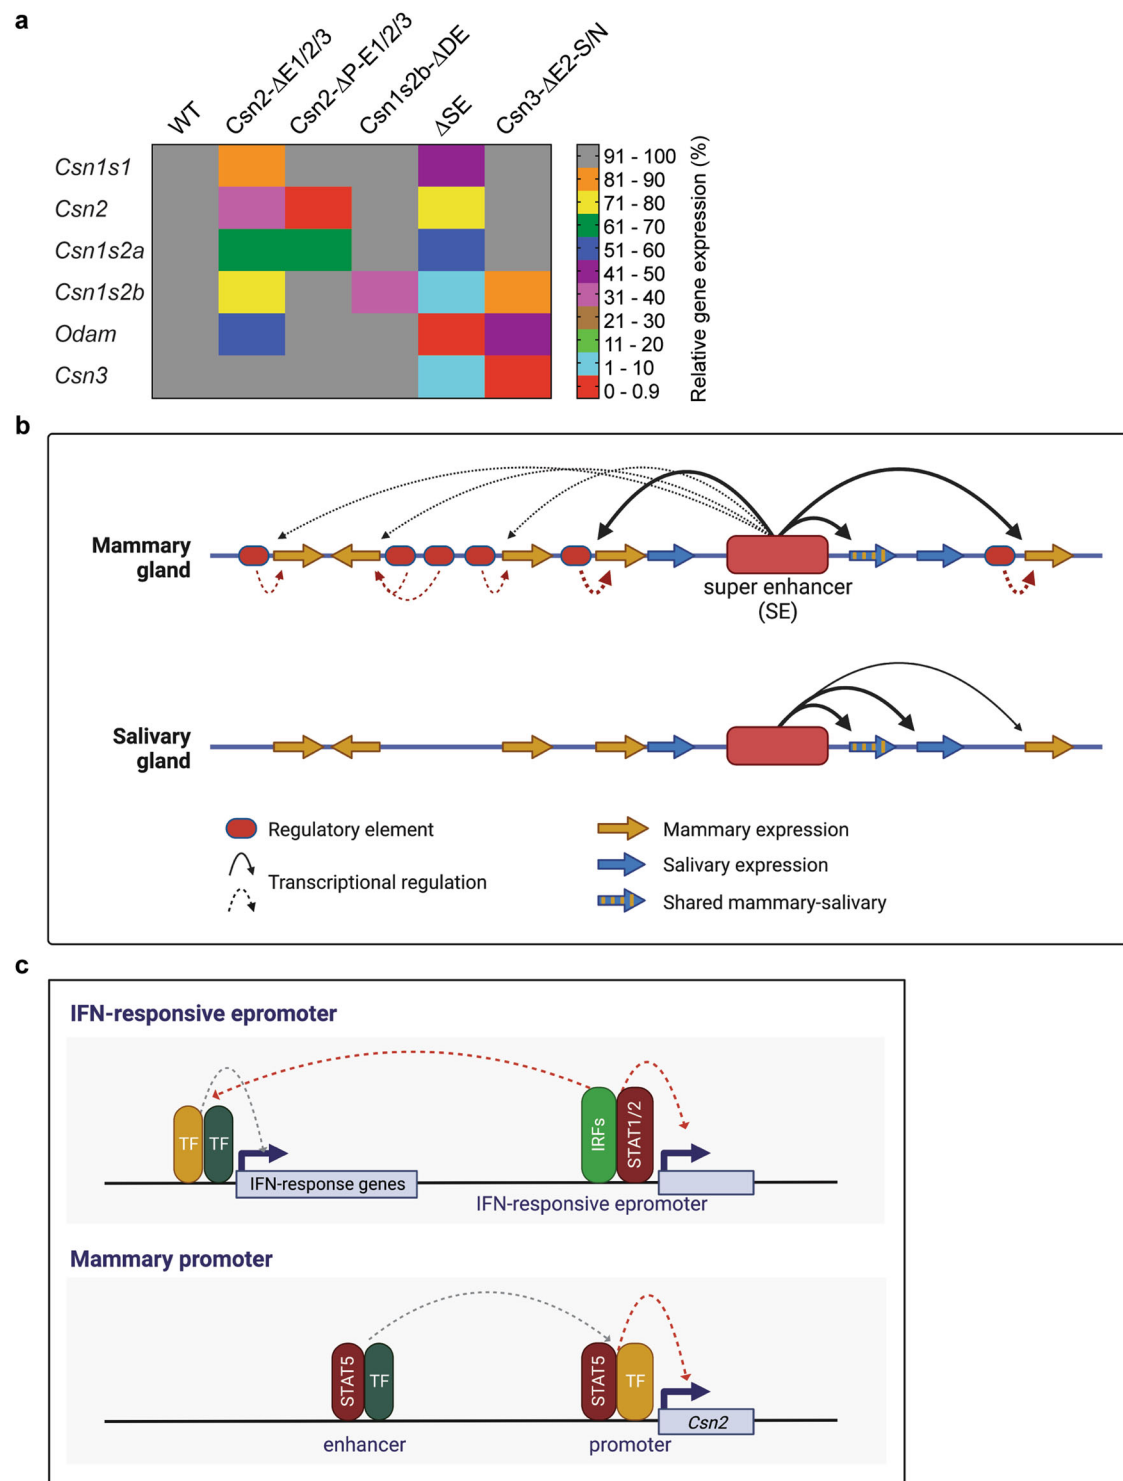 a
WT
Csn2-ΔE1/2/3
Csn2-ΔP-E1/2/3
Csn1s2b-ΔDE
ΔSE
Csn3-ΔE2-S/N
Csn1s1
Csn2
Csn1s2a
Csn1s2b
Odam
Csn3
91 - 100
81 - 90
71 - 80
61 - 70
51 - 60
41 - 50
31 - 40
21 - 30
11 - 20
1 - 10
0 - 0.9
Relative gene expression (%)
b
Mammary
gland
super enhancer
(SE)
Salivary
gland
Regulatory element
Transcriptional regulation
Mammary expression
Salivary expression
Shared mammary-salivary
c
IFN-responsive epromoter
TF
TF
IFN-response genes
IRFs
STAT1/2
IFN-responsive epromoter
Mammary promoter
STAT5
TF
enhancer
STAT5
TF
promoter
Csn2